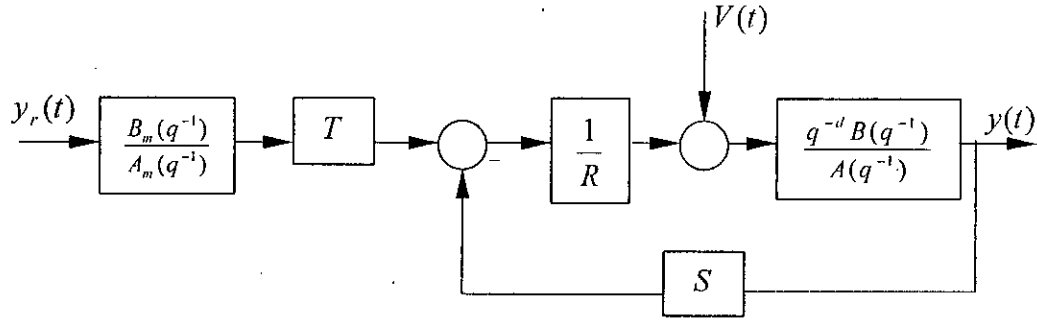 V(t)
y_r(t)
B_m(q^{-1})
A_m(q^{-1})
T
−
1
R
q^{-d} B(q^{-1})
A(q^{-1})
y(t)
S